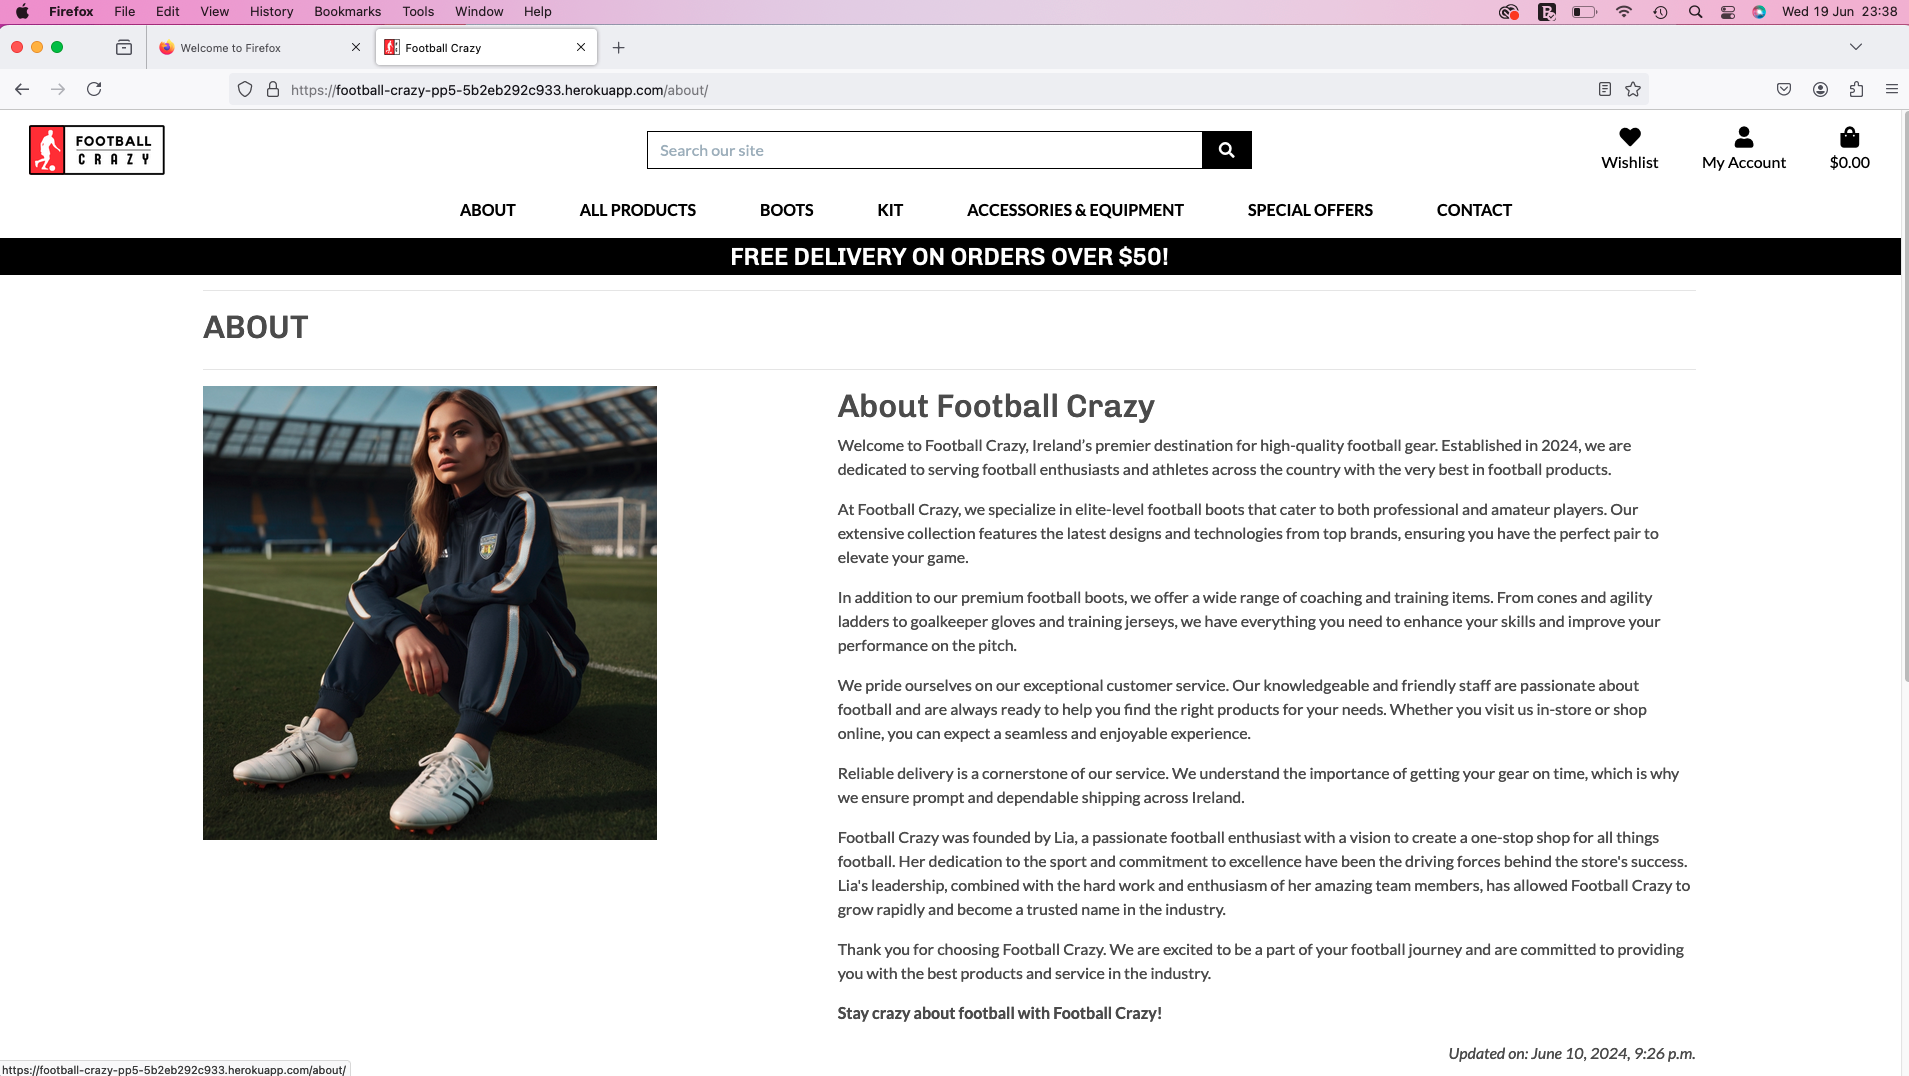 Firefox File Edit View History Bookmarks Tools Window Help Wed 19 Jun 23:38
Welcome to Firefox Football Crazy
https://football-crazy-pp5-5b2eb292c933.herokuapp.com/about/
FOOTBALL
CRAZY
Search our site
Wishlist My Account $0.00
ABOUT ALL PRODUCTS BOOTS KIT ACCESSORIES & EQUIPMENT SPECIAL OFFERS CONTACT
FREE DELIVERY ON ORDERS OVER $50!
ABOUT
About Football Crazy
Welcome to Football Crazy, Ireland’s premier destination for high-quality football gear. Established in 2024, we are
dedicated to serving football enthusiasts and athletes across the country with the very best in football products.
At Football Crazy, we specialize in elite-level football boots that cater to both professional and amateur players. Our
extensive collection features the latest designs and technologies from top brands, ensuring you have the perfect pair to
elevate your game.
In addition to our premium football boots, we offer a wide range of coaching and training items. From cones and agility
ladders to goalkeeper gloves and training jerseys, we have everything you need to enhance your skills and improve your
performance on the pitch.
We pride ourselves on our exceptional customer service. Our knowledgeable and friendly staff are passionate about
football and are always ready to help you find the right products for your needs. Whether you visit us in-store or shop
online, you can expect a seamless and enjoyable experience.
Reliable delivery is a cornerstone of our service. We understand the importance of getting your gear on time, which is why
we ensure prompt and dependable shipping across Ireland.
Football Crazy was founded by Lia, a passionate football enthusiast with a vision to create a one-stop shop for all things
football. Her dedication to the sport and commitment to excellence have been the driving forces behind the store's success.
Lia's leadership, combined with the hard work and enthusiasm of her amazing team members, has allowed Football Crazy to
grow rapidly and become a trusted name in the industry.
Thank you for choosing Football Crazy. We are excited to be a part of your football journey and are committed to providing
you with the best products and service in the industry.
Stay crazy about football with Football Crazy!
Updated on: June 10, 2024, 9:26 p.m.
https://football-crazy-pp5-5b2eb292c933.herokuapp.com/about/